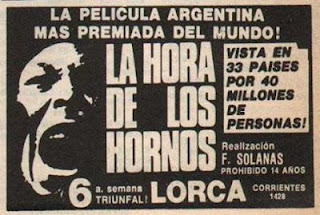 LA PELICULA ARGENTINA
MAS PREMIADA DEL MUNDO!
LA HORA
DE LOS
HORNOS
VISTA EN
33 PAISES
POR 40
MILLONES
DE
PERSONAS!
Realización
F. SOLANAS
PROHIBIDO 14 AÑOS
6 a. semana
TRIUNFAL!
LORCA
CORRIENTES
1428